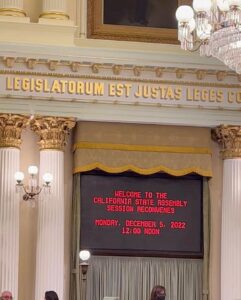 LEGISLATORUM EST JUSTAS LEGES CO
WELCOME TO THE
CALIFORNIA STATE ASSEMBLY
SESSION RECONVENES
MONDAY, DECEMBER 5, 2022
12:00 NOON